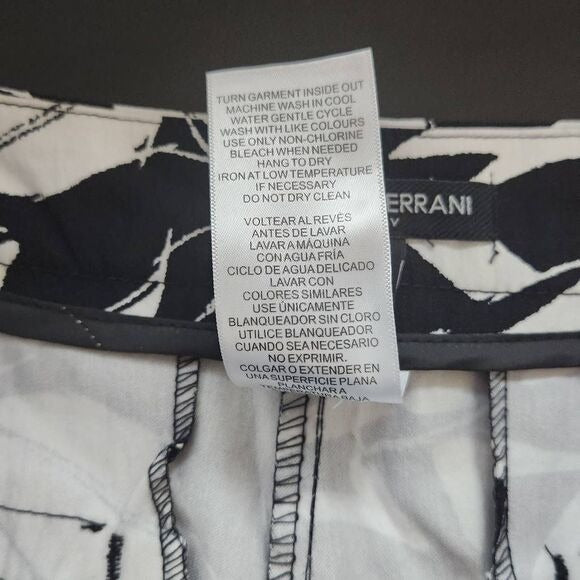 TURN GARMENT INSIDE OUT
MACHINE WASH IN COOL
WATER GENTLE CYCLE
WASH WITH LIKE COLOURS
USE ONLY NON-CHLORINE
BLEACH WHEN NEEDED
HANG TO DRY
IRON AT LOW TEMPERATURE
IF NECESSARY
DO NOT DRY CLEAN
VOLTEAR AL REVÉS
ANTES DE LAVAR
LAVAR A MÁQUINA
CON AGUA FRÍA
CICLO DE AGUA DELICADO
LAVAR CON
COLORES SIMILARES
USE ÚNICAMENTE
BLANQUEADOR SIN CLORO
UTILICE BLANQUEADOR
CUANDO SEA NECESARIO
NO EXPRIMIR.
COLGAR O EXTENDER EN
UNA SUPERFICIE PLANA
PLANCHAR A
TEMPERATURA BAJA
ERRANI
Y